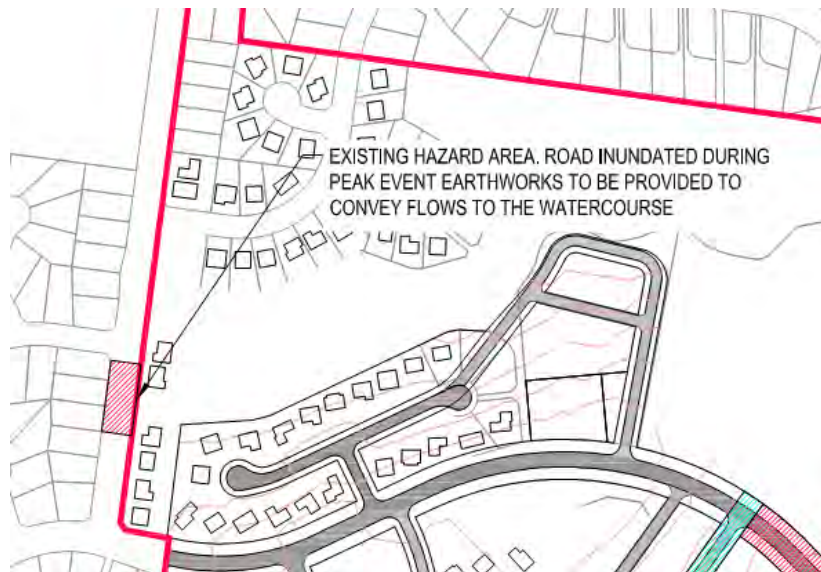 EXISTING HAZARD AREA. ROAD INUNDATED DURING
PEAK EVENT EARTHWORKS TO BE PROVIDED TO
CONVEY FLOWS TO THE WATERCOURSE